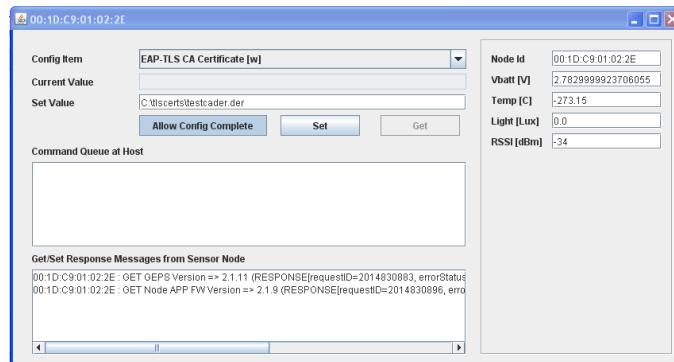 00:1D:C9:01:02:2E
Config Item
EAP-TLS CA Certificate [w]
Current Value
Set Value
C:\tlscerts\testcader.der
Allow Config Complete
Set
Get
Command Queue at Host
Get/Set Response Messages from Sensor Node
00:1D:C9:01:02:2E : GET GEPS Version => 2.1.11 (RESPONSE[requestID=2014830883, errorStatus
00:1D:C9:01:02:2E : GET Node APP FW Version => 2.1.9 (RESPONSE[requestID=2014830896, erro
Node Id
00:1D:C9:01:02:2E
Vbatt [V]
2.7829999923706055
Temp [C]
-273.15
Light [Lux]
0.0
RSSI [dBm]
-34